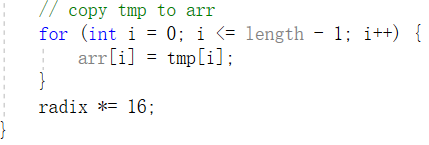 // copy tmp to arr
for (int i = 0; i <= length - 1; i++) {
arr[i] = tmp[i];
}
radix *= 16;
}